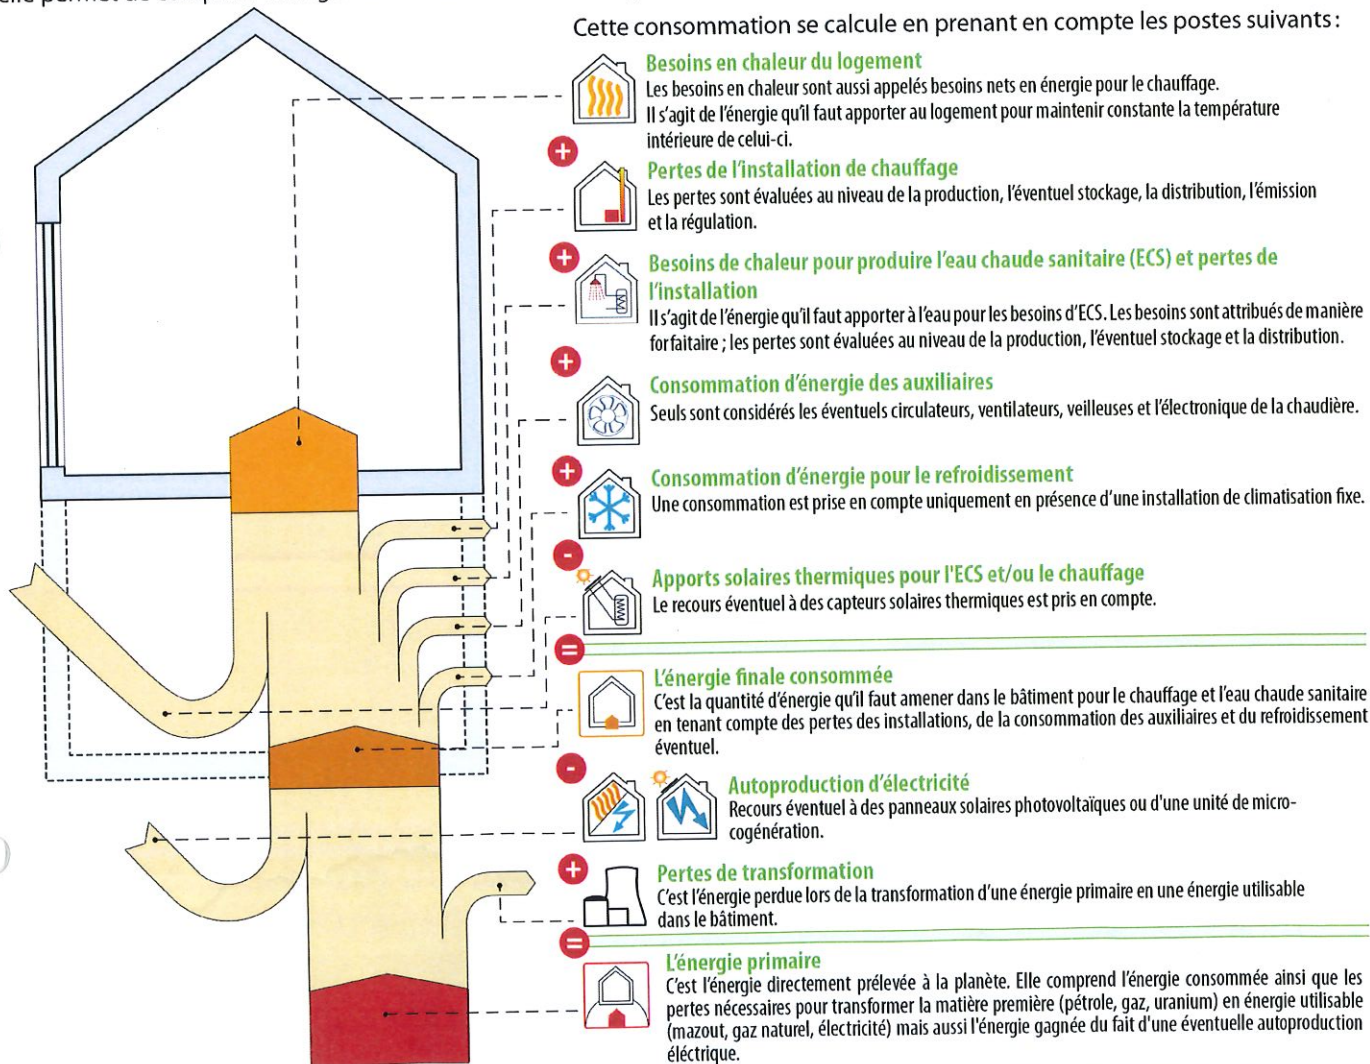 Cette consommation se calcule en prenant en compte les postes suivants :
Besoins en chaleur du logement
Les besoins en chaleur sont aussi appelés besoins nets en énergie pour le chauffage.
Il s'agit de l'énergie qu'il faut apporter au logement pour maintenir constante la température
intérieure de celui-ci.
+
Pertes de l'installation de chauffage
Les pertes sont évaluées au niveau de la production, l'éventuel stockage, la distribution, l'émission
et la régulation.
+
Besoins de chaleur pour produire l'eau chaude sanitaire (ECS) et pertes de
l'installation
Il s'agit de l'énergie qu'il faut apporter à l'eau pour les besoins d'ECS. Les besoins sont attribués de manière
forfaitaire ; les pertes sont évaluées au niveau de la production, l'éventuel stockage et la distribution.
+
Consommation d'énergie des auxiliaires
Seuls sont considérés les éventuels circulateurs, ventilateurs, veilleuses et l'électronique de la chaudière.
+
Consommation d'énergie pour le refroidissement
Une consommation est prise en compte uniquement en présence d'une installation de climatisation fixe.
-
Apports solaires thermiques pour l'ECS et/ou le chauffage
Le recours éventuel à des capteurs solaires thermiques est pris en compte.
=
L'énergie finale consommée
C'est la quantité d'énergie qu'il faut amener dans le bâtiment pour le chauffage et l'eau chaude sanitaire
en tenant compte des pertes des installations, de la consommation des auxiliaires et du refroidissement
éventuel.
-
Autoproduction d'électricité
Recours éventuel à des panneaux solaires photovoltaïques ou d'une unité de micro-
cogénération.
+
Pertes de transformation
C'est l'énergie perdue lors de la transformation d'une énergie primaire en une énergie utilisable
dans le bâtiment.
=
L'énergie primaire
C'est l'énergie directement prélevée à la planète. Elle comprend l'énergie consommée ainsi que les
pertes nécessaires pour transformer la matière première (pétrole, gaz, uranium) en énergie utilisable
(mazout, gaz naturel, électricité) mais aussi l'énergie gagnée du fait d'une éventuelle autoproduction
éléctrique.